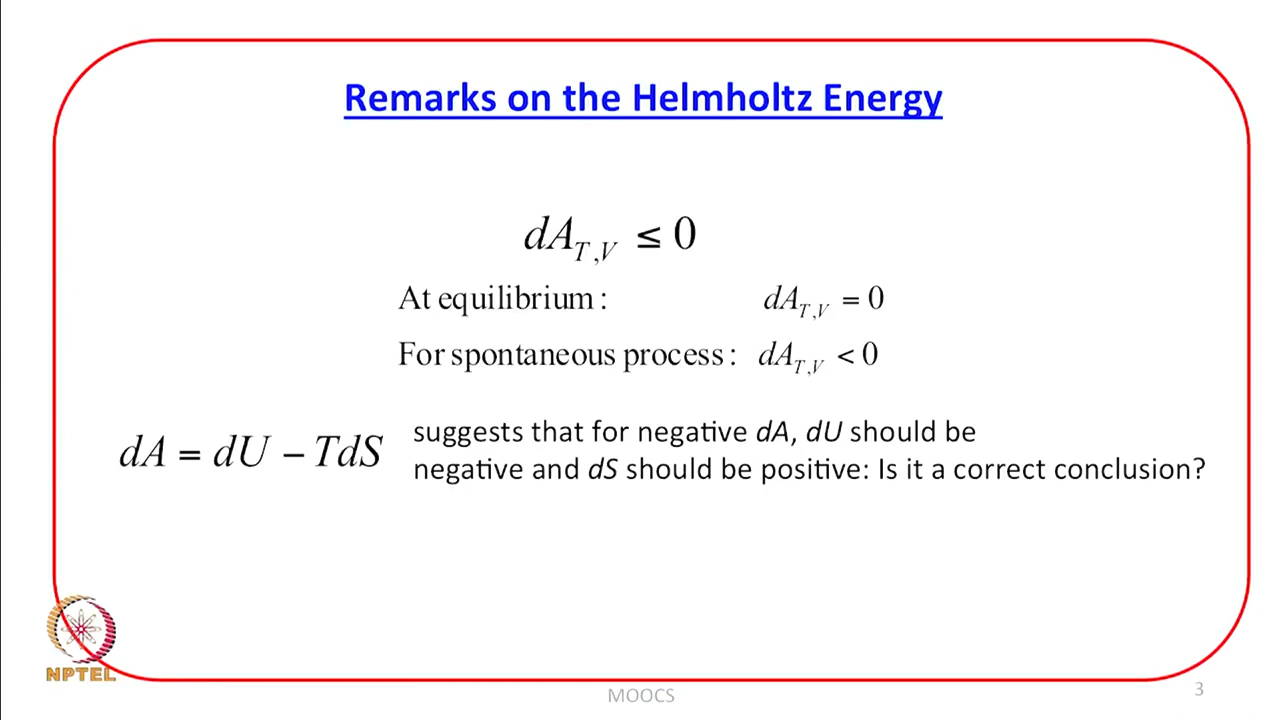 Remarks on the Helmholtz Energy
dA_{T,V} ≤ 0
At equilibrium : dA_{T,V} = 0
For spontaneous process : dA_{T,V} < 0
dA = dU − TdS
suggests that for negative dA, dU should be
negative and dS should be positive: Is it a correct conclusion?
NPTEL
MOOCS
3